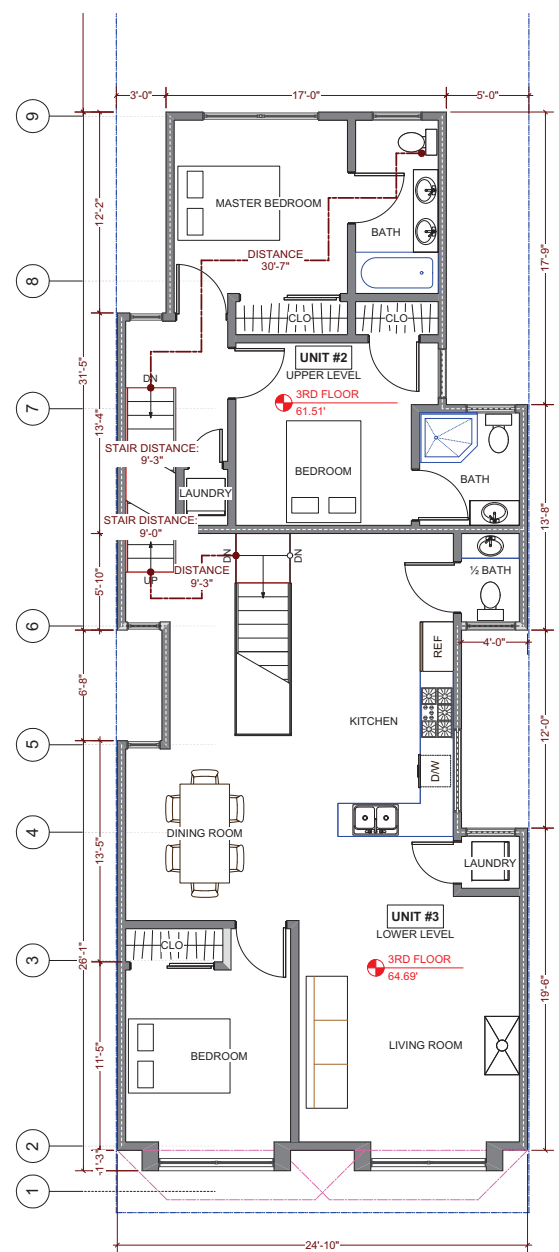 3'-0"
17'-0"
5'-0"
9
12'-2"
MASTER BEDROOM
BATH
17'-9"
DISTANCE
30'-7"
8
CLO
CLO
31'-5"
UNIT #2
UPPER LEVEL
DN
3RD FLOOR
61.51'
7
13'-4"
STAIR DISTANCE:
9'-3"
BEDROOM
BATH
LAUNDRY
13'-8"
STAIR DISTANCE:
9'-0"
DN
DN
DISTANCE
9'-3"
UP
½ BATH
5'-10"
6
4'-0"
REF
6'-8"
KITCHEN
12'-0"
5
D/W
DINING ROOM
4
13'-5"
LAUNDRY
UNIT #3
LOWER LEVEL
CLO
3RD FLOOR
64.69'
3
26'-1"
19'-6"
LIVING ROOM
BEDROOM
11'-5"
2
1'-3"
1
24'-10"